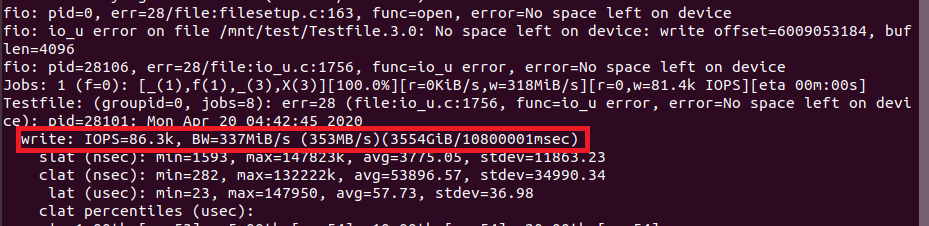 fio: pid=0, err=28/file:filesetup.c:163, func=open, error=No space left on device
fio: io_u error on file /mnt/test/Testfile.3.0: No space left on device: write offset=6009053184, buf
len=4096
fio: pid=28106, err=28/file:io_u.c:1756, func=io_u error, error=No space left on device
Jobs: 1 (f=0): [_(1),f(1),_(3),X(3)][100.0%][r=0KiB/s,w=318MiB/s][r=0,w=81.4k IOPS][eta 00m:00s]
Testfile: (groupid=0, jobs=8): err=28 (file:io_u.c:1756, func=io_u error, error=No space left on devi
ce): pid=28101: Mon Apr 20 04:42:45 2020
write: IOPS=86.3k, BW=337MiB/s (353MB/s)(3554GiB/10800001msec)
slat (nsec): min=1593, max=147823k, avg=3775.05, stdev=11863.23
clat (nsec): min=282, max=132222k, avg=53896.57, stdev=34990.34
lat (usec): min=23, max=147950, avg=57.73, stdev=36.98
clat percentiles (usec):